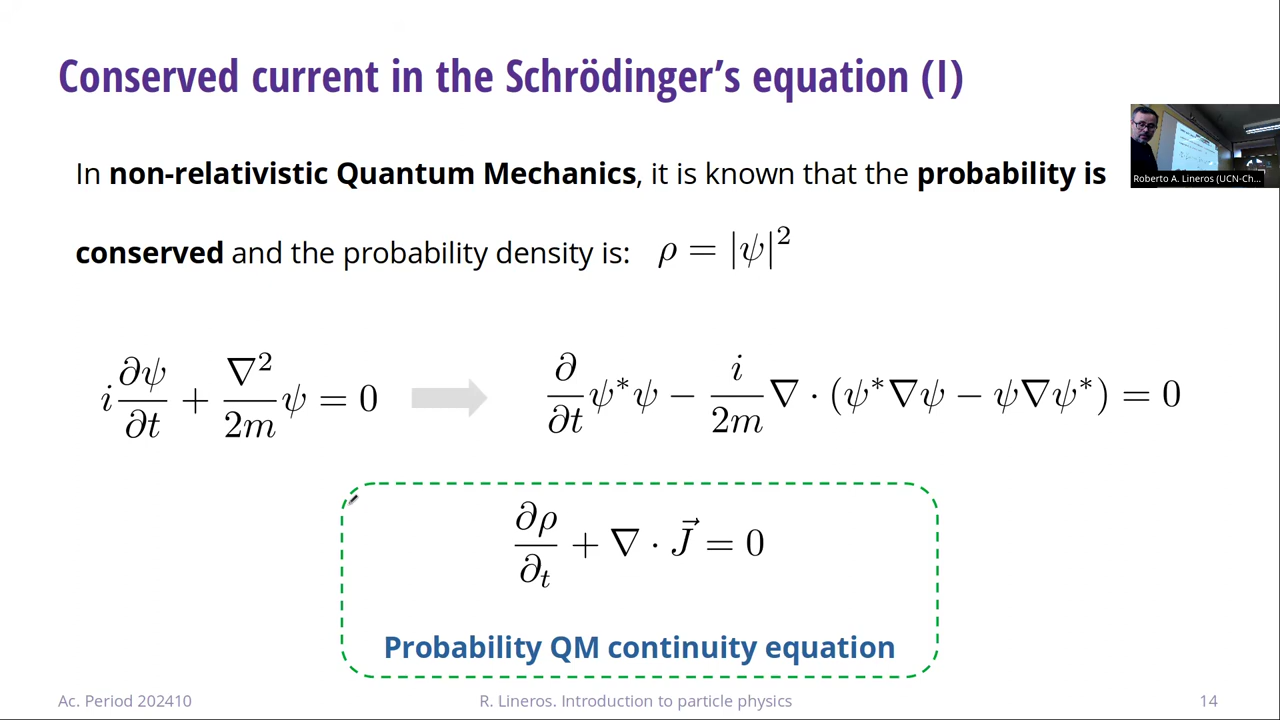 Conserved current in the Schrödinger’s equation (I)
In non-relativistic Quantum Mechanics, it is known that the probability is
Roberto A. Lineros (UCN-Ch...
conserved and the probability density is: ρ = |ψ|²
i ∂ψ/∂t + ∇²/2m ψ = 0
∂/∂t ψ*ψ − i/2m ∇ · (ψ*∇ψ − ψ∇ψ*) = 0
∂ρ/∂_t + ∇ · J⃗ = 0
Probability QM continuity equation
Ac. Period 202410
R. Lineros. Introduction to particle physics
14